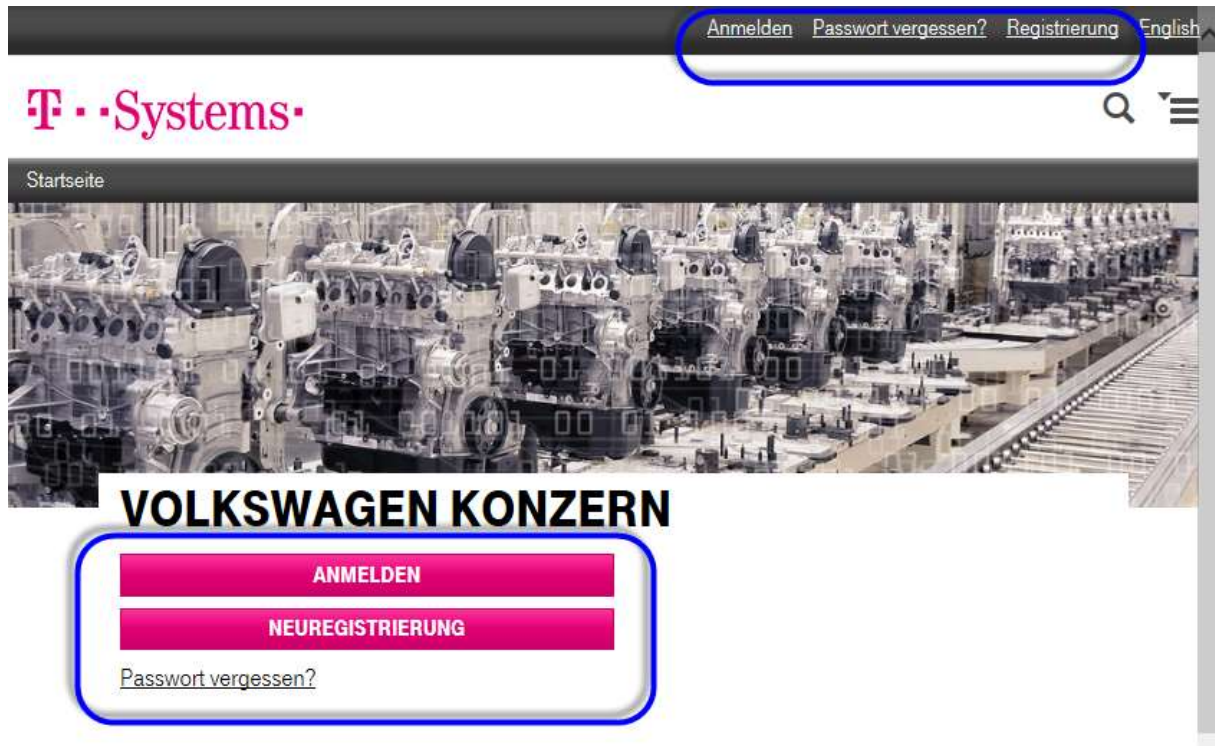 Anmelden Passwort vergessen? Registrierung English
T··Systems·
Startseite
VOLKSWAGEN KONZERN
ANMELDEN
NEUREGISTRIERUNG
Passwort vergessen?